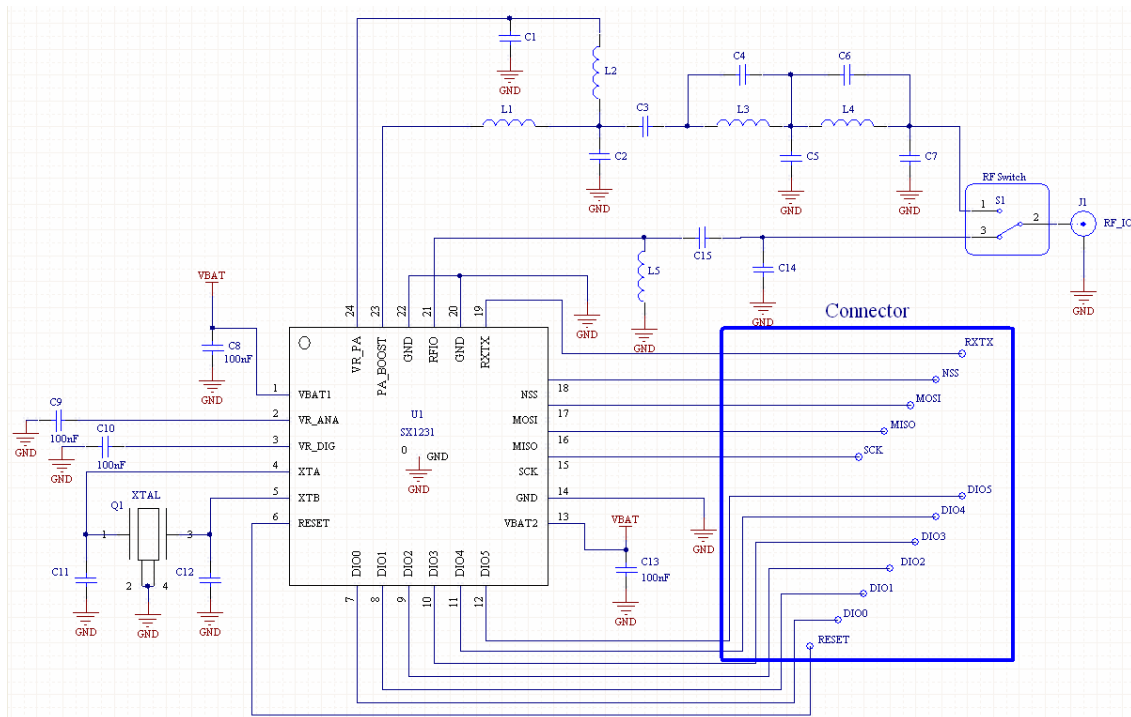 C1
GND
L2
C4
C6
L1
C3
L3
L4
C2
GND
C5
GND
C7
GND
RF Switch
S1
1
2
3
J1
RF_IO
GND
C15
L5
GND
C14
GND
GND
VBAT
C8
100nF
GND
24
23
22
21
20
19
VR_PA
PA_BOOST
GND
RFIO
GND
RXTX
Connector
1
VBAT1
2
VR_ANA
3
VR_DIG
4
XTA
5
XTB
6
RESET
U1
SX1231
0
GND
GND
NSS
18
MOSI
17
MISO
16
SCK
15
GND
14
VBAT2
13
C9
100nF
GND
C10
100nF
GND
XTAL
Q1
1
3
2
4
C11
GND
GND
C12
GND
DIO0
DIO1
DIO2
DIO3
DIO4
DIO5
7
8
9
10
11
12
GND
VBAT
C13
100nF
GND
RXTX
NSS
MOSI
MISO
SCK
DIO5
DIO4
DIO3
DIO2
DIO1
DIO0
RESET